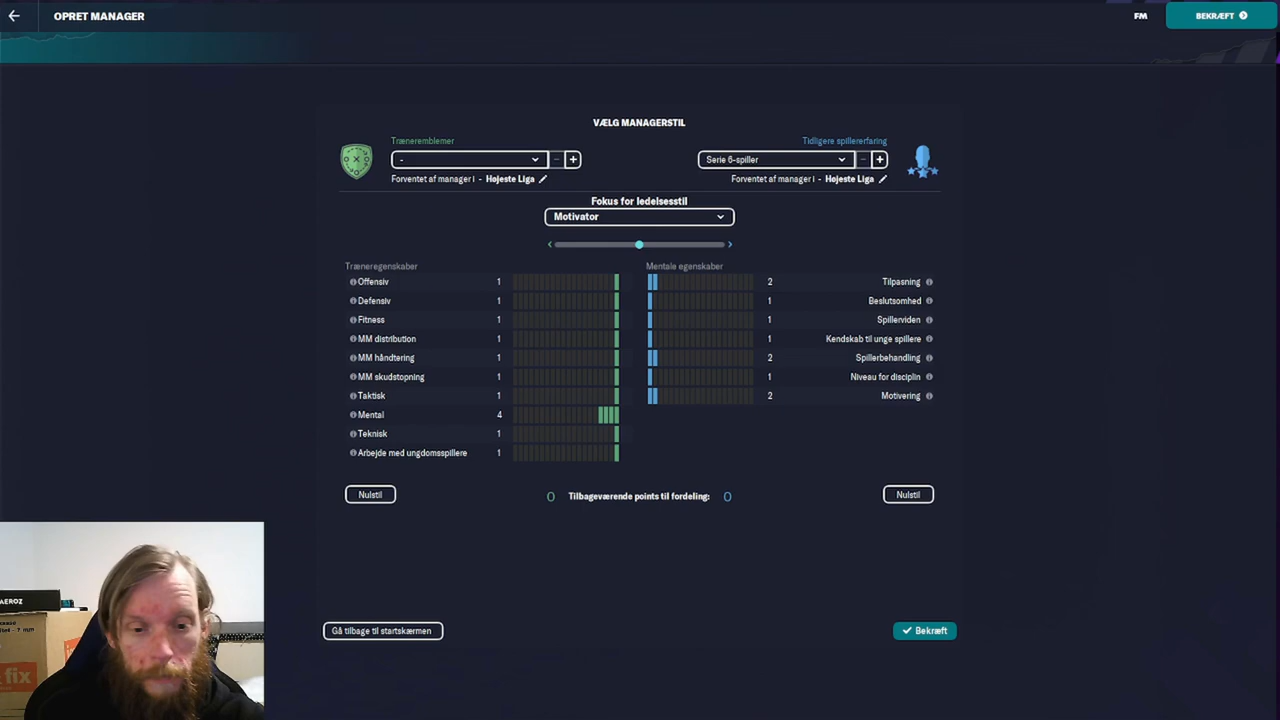 OPRET MANAGER
FM
BEKRÆFT
VÆLG MANAGERSTIL
Træneremblemer
Tidligere spillererfaring
-
Serie 6-spiller
Forventet af manager i - Højeste Liga
Forventet af manager i - Højeste Liga
Fokus for ledelsesstil
Motivator
Træneregenskaber
Mentale egenskaber
Offensiv 1
2 Tilpasning
Defensiv 1
1 Beslutsomhed
Fitness 1
1 Spillerviden
MM distribution 1
1 Kendskab til unge spillere
MM håndtering 1
2 Spillerbehandling
MM skudstopning 1
1 Niveau for disciplin
Taktisk 1
2 Motivering
Mental 4
Teknisk 1
Arbejde med ungdomsspillere 1
Nulstil
0 Tilbageværende points til fordeling: 0
Nulstil
AEROZ
fix
Gå tilbage til startskærmen
Bekræft